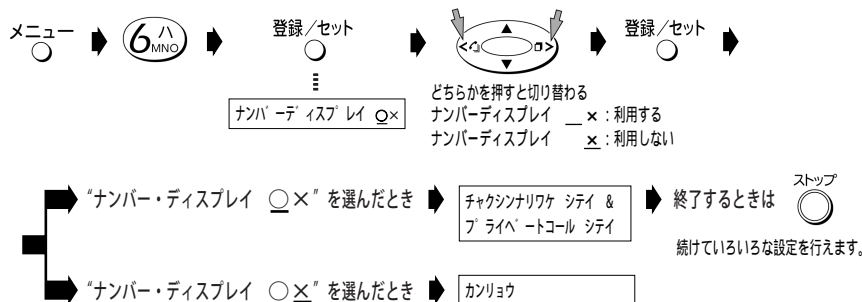 メニュー
6 ハ MNO
登録/セット
ナンバーディスプレイ ○×
どちらかを押すと切り替わる
ナンバーディスプレイ ＿×：利用する
ナンバーディスプレイ ×：利用しない
登録/セット
“ナンバー・ディスプレイ ○×”を選んだとき
チャクシンナリワケ シテイ &
プライベートコール シテイ
終了するときは
ストップ
続けていろいろな設定を行えます。
“ナンバー・ディスプレイ ○×”を選んだとき
カンリョウ